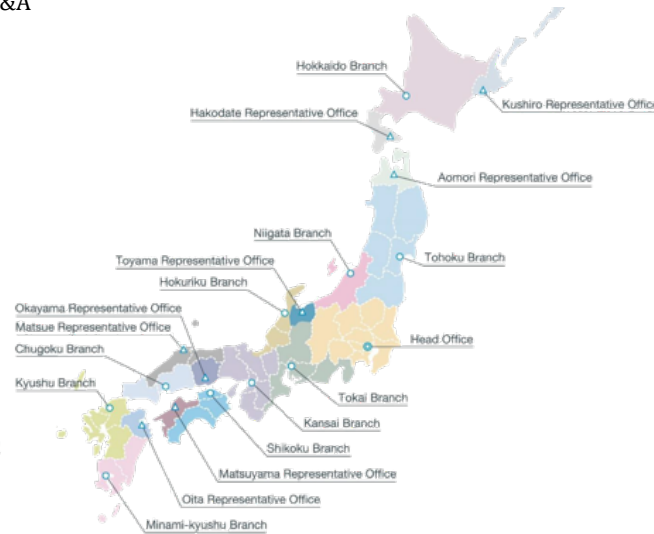 &A
Hokkaido Branch
Kushiro Representative Office
Hakodate Representative Office
Aomori Representative Office
Niigata Branch
Toyama Representative Office
Tohoku Branch
Hokuriku Branch
Okayama Representative Office
Matsue Representative Office
Head Office
Chugoku Branch
Kyushu Branch
Tokai Branch
Kansai Branch
Shikoku Branch
Matsuyama Representative Office
Oita Representative Office
Minami-kyushu Branch